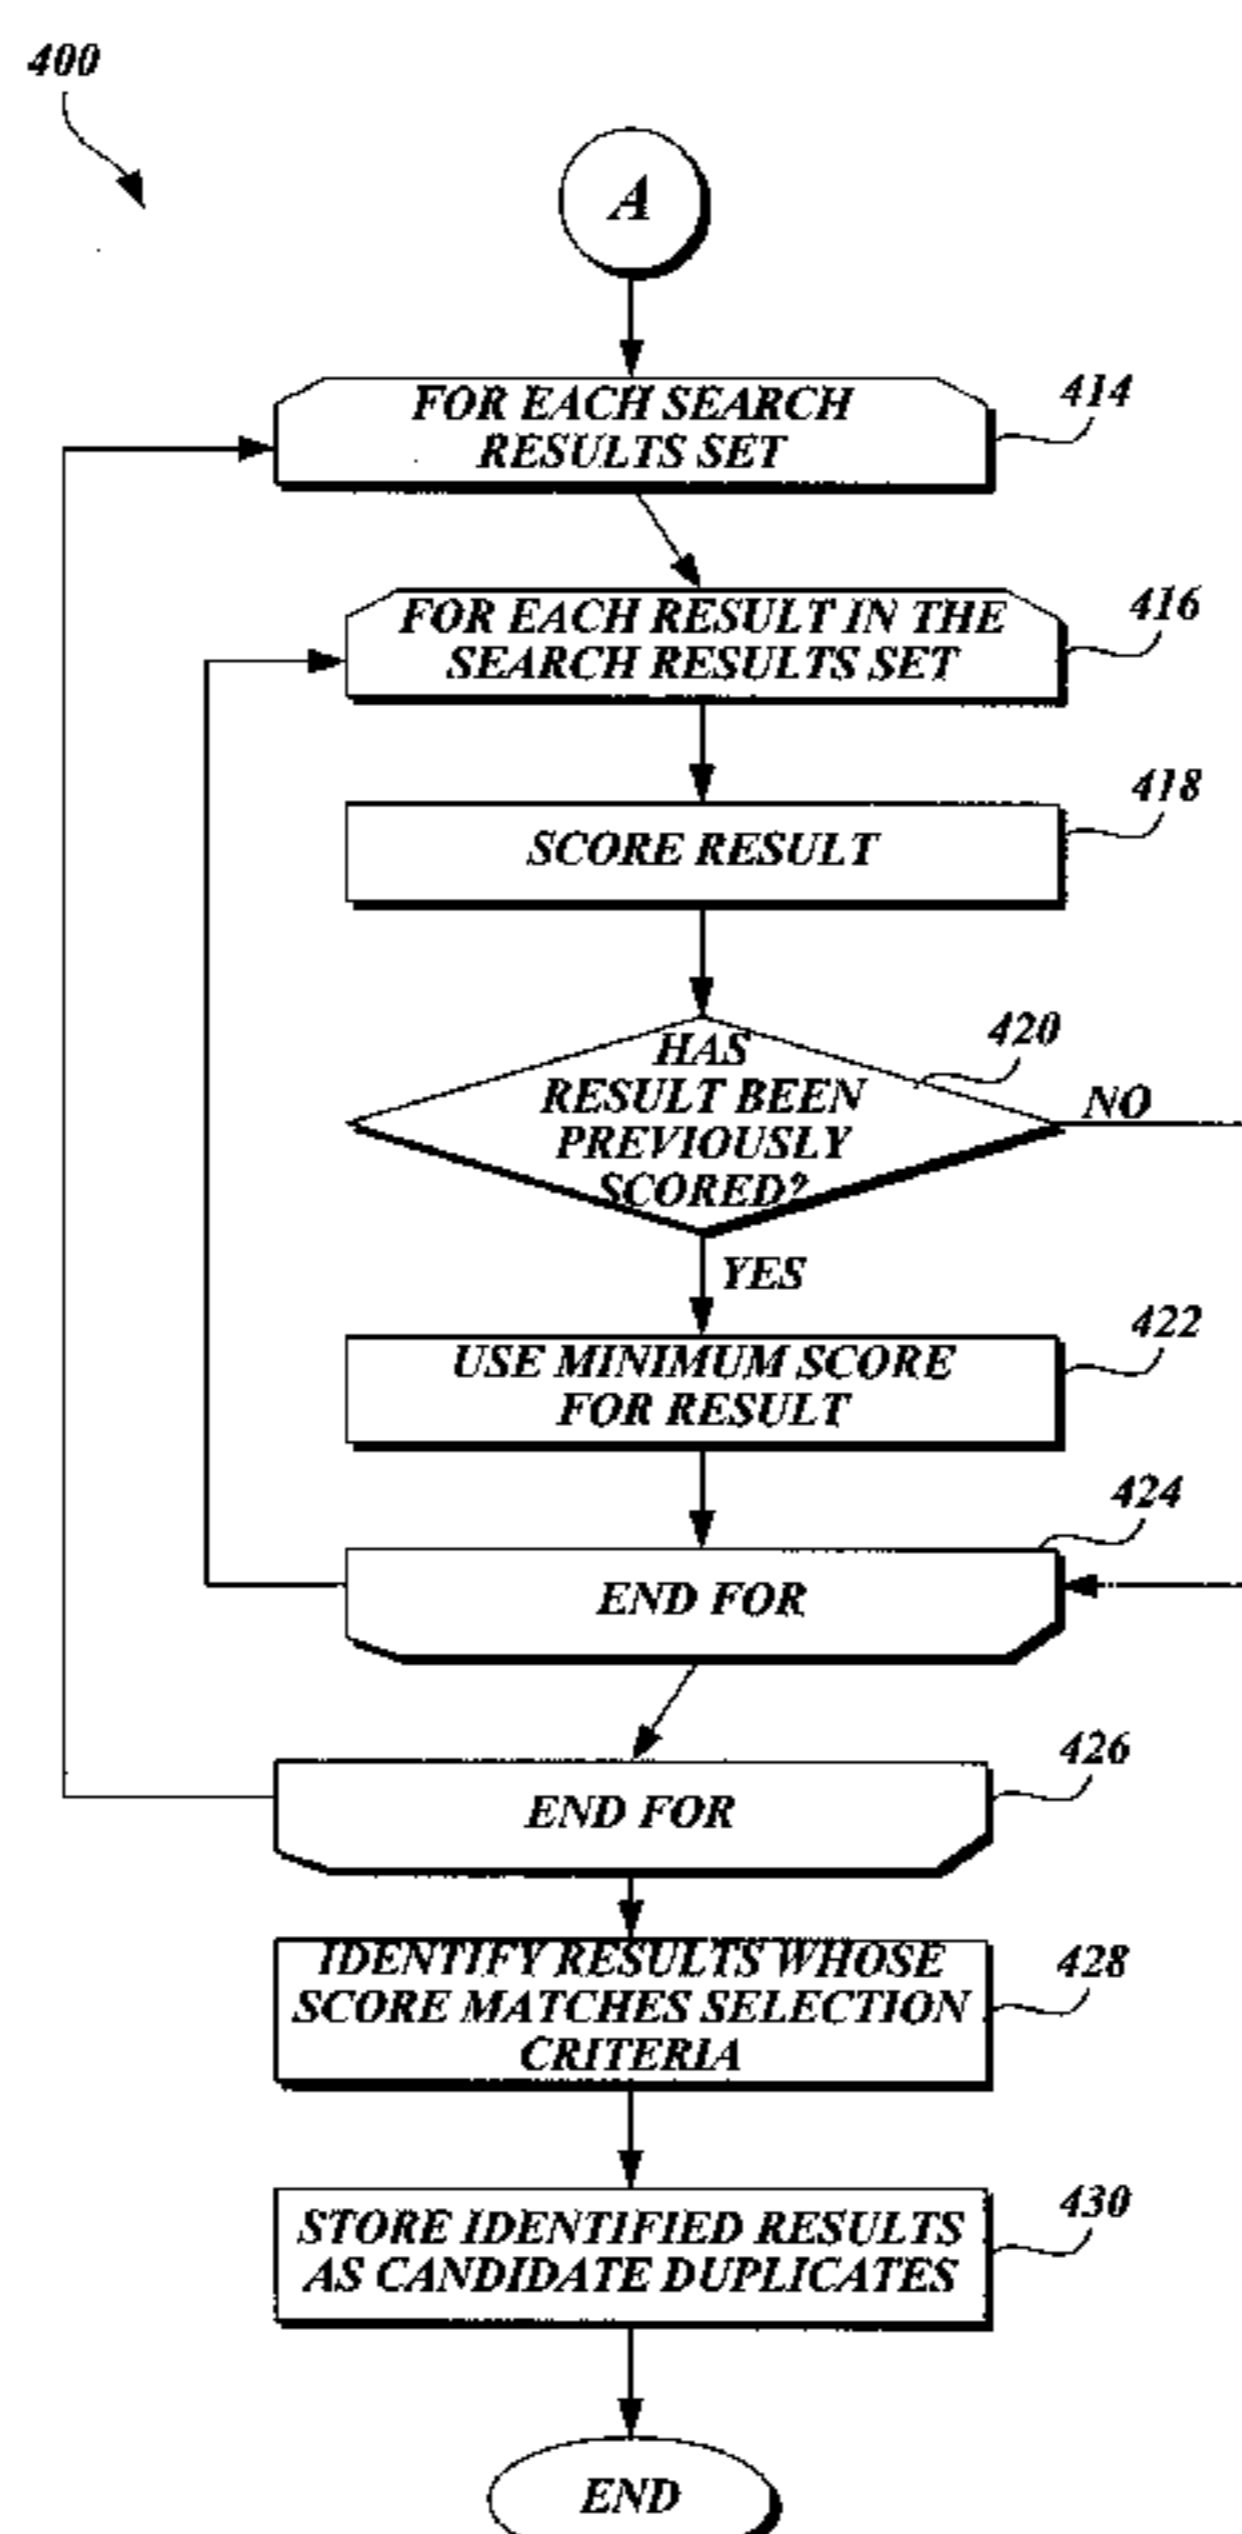 400
A
FOR EACH SEARCH
RESULTS SET
414
FOR EACH RESULT IN THE
SEARCH RESULTS SET
416
SCORE RESULT
418
HAS
RESULT BEEN
PREVIOUSLY
SCORED?
420
NO
YES
USE MINIMUM SCORE
FOR RESULT
422
END FOR
424
END FOR
426
IDENTIFY RESULTS WHOSE
SCORE MATCHES SELECTION
CRITERIA
428
STORE IDENTIFIED RESULTS
AS CANDIDATE DUPLICATES
430
END